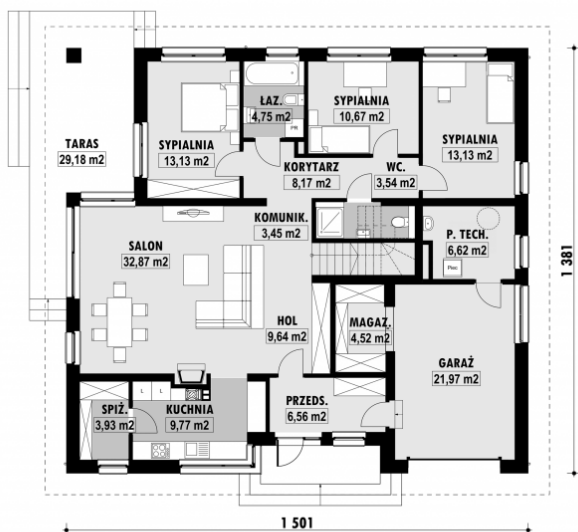 ŁAZ.
4,75 m2
SYPIALNIA
10,67 m2
SYPIALNIA
13,13 m2
SYPIALNIA
13,13 m2
TARAS
29,18 m2
PR
KORYTARZ
8,17 m2
WC.
3,54 m2
KOMUNIK.
3,45 m2
SALON
32,87 m2
P. TECH.
6,62 m2
Piec
HOL
9,64 m2
MAGAZ.
4,52 m2
GARAŻ
21,97 m2
L
L
SPIŻ.
3,93 m2
KUCHNIA
9,77 m2
PRZEDS.
6,56 m2
1 381
1 501